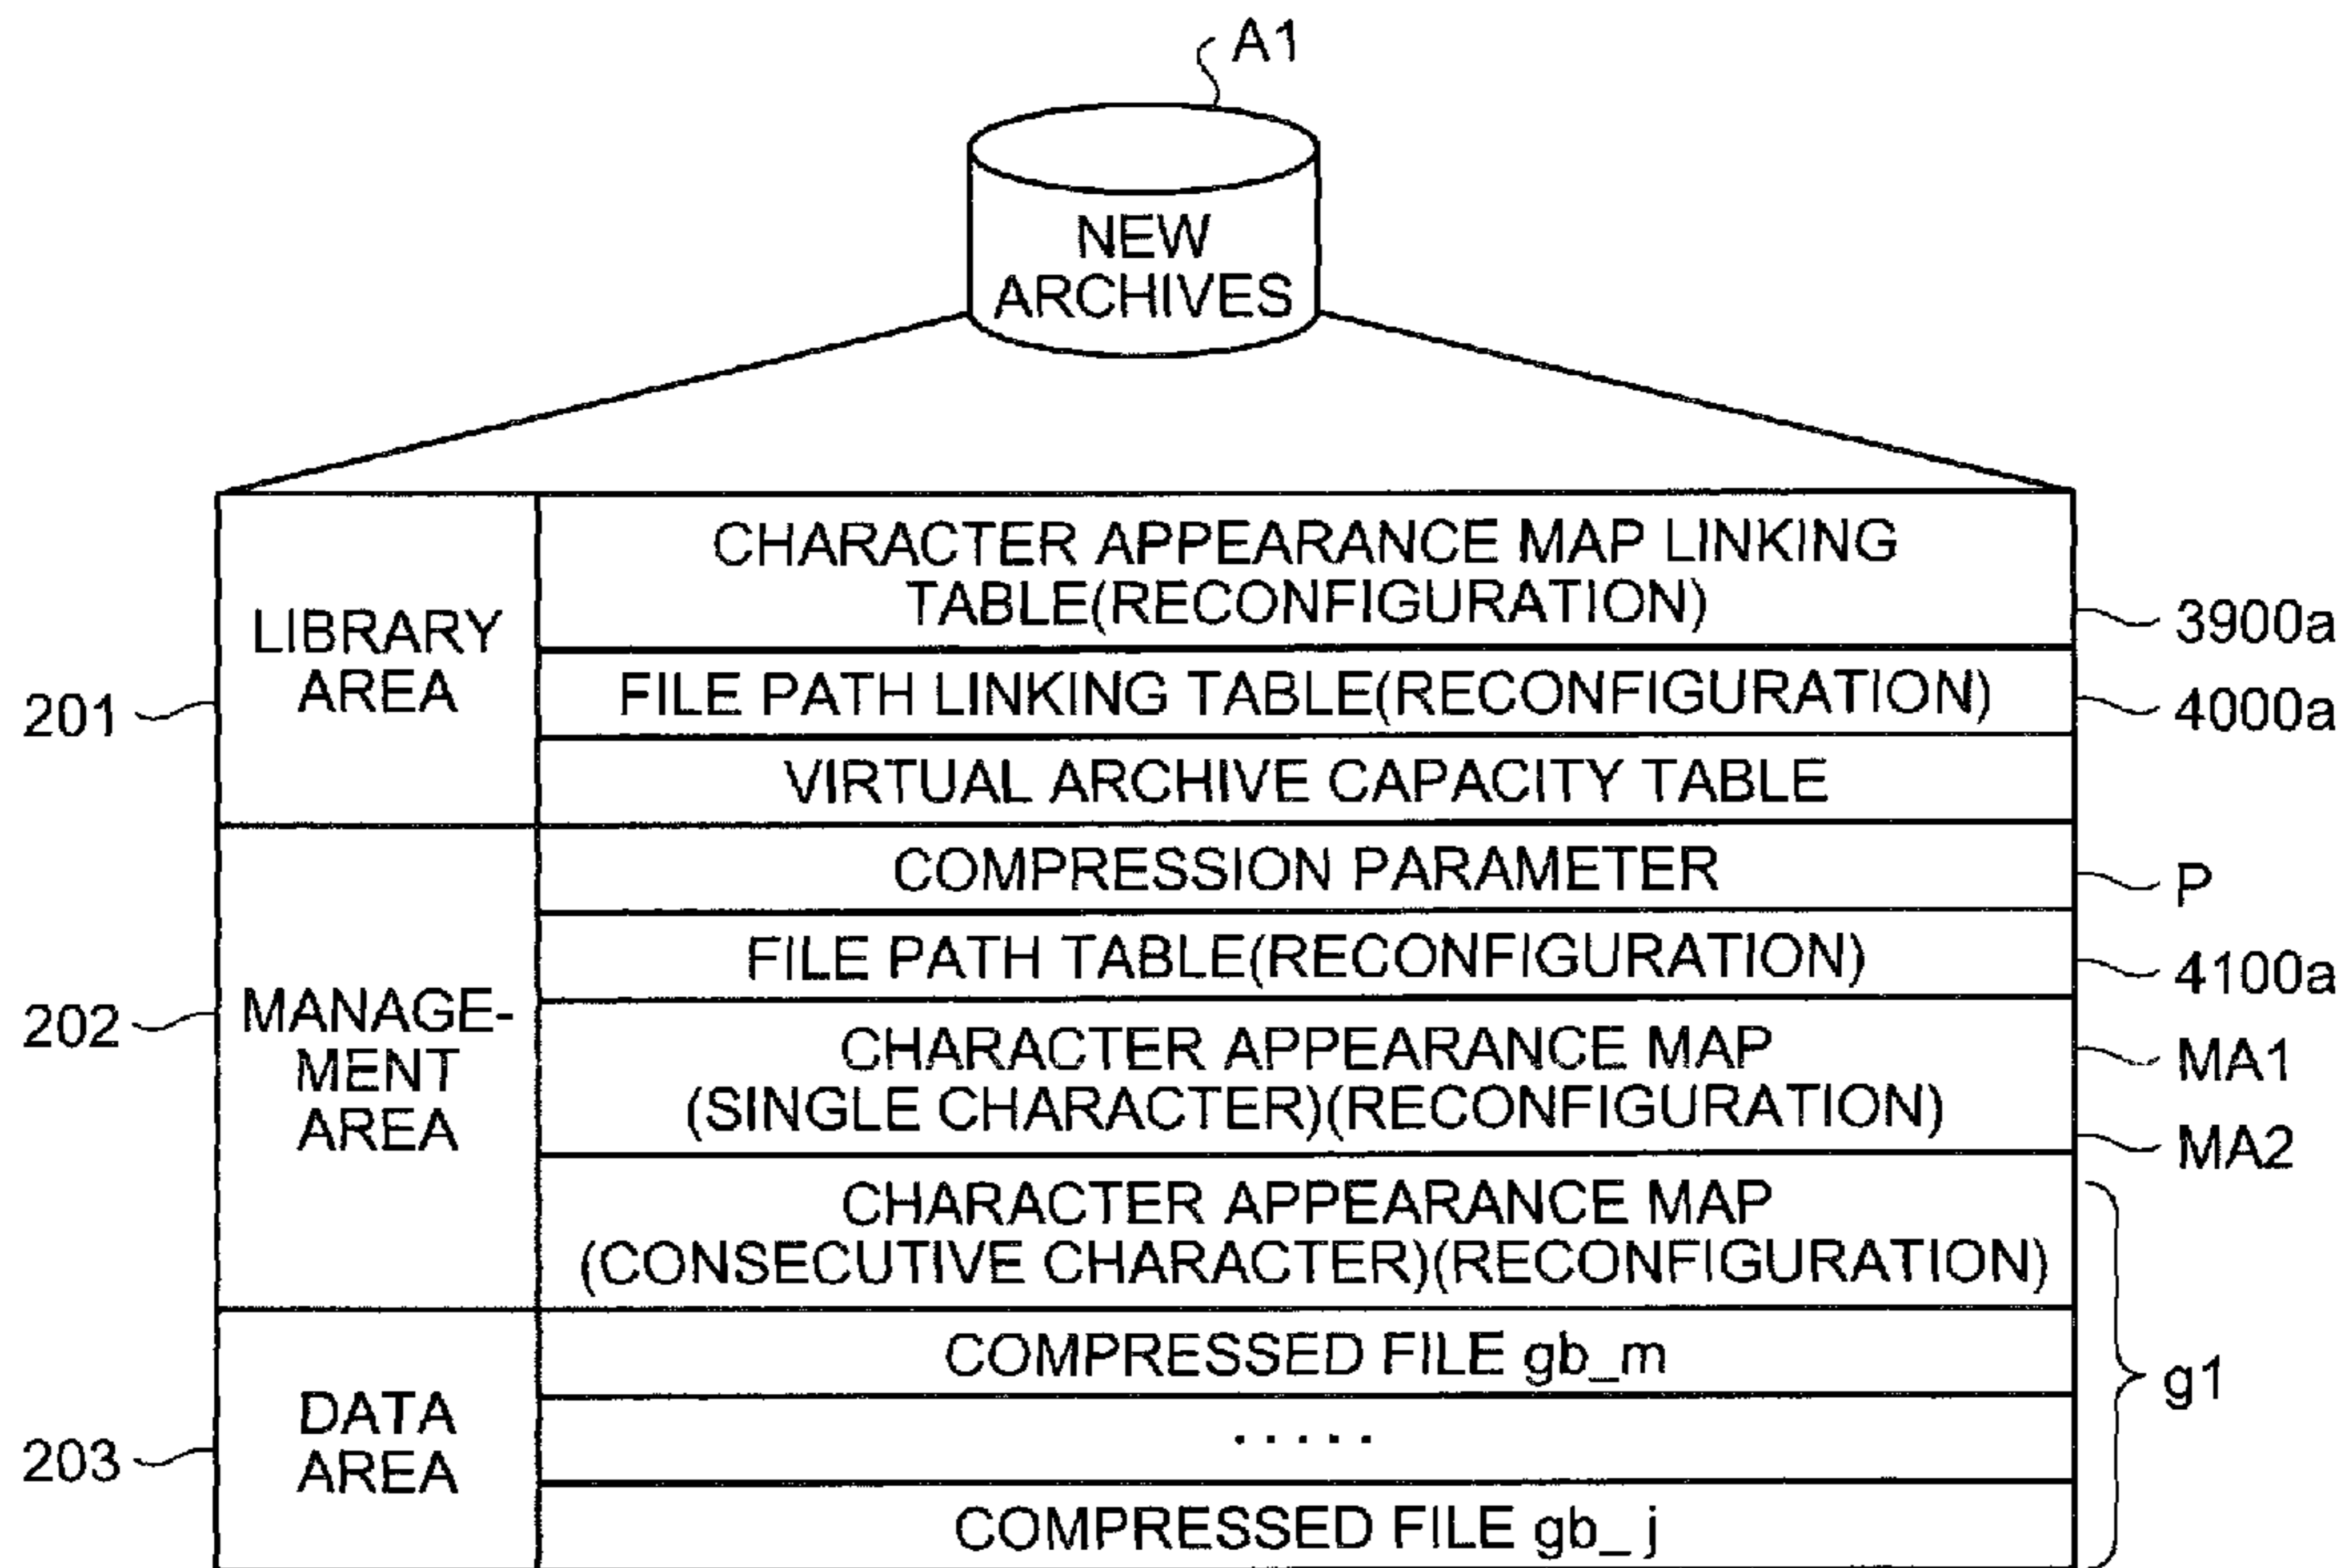 A1
NEW
ARCHIVES
LIBRARY
AREA
201
CHARACTER APPEARANCE MAP LINKING
TABLE(RECONFIGURATION)
3900a
FILE PATH LINKING TABLE(RECONFIGURATION)
4000a
VIRTUAL ARCHIVE CAPACITY TABLE
MANAGE-
MENT
AREA
202
COMPRESSION PARAMETER
P
FILE PATH TABLE(RECONFIGURATION)
4100a
CHARACTER APPEARANCE MAP
(SINGLE CHARACTER)(RECONFIGURATION)
MA1
MA2
CHARACTER APPEARANCE MAP
(CONSECUTIVE CHARACTER)(RECONFIGURATION)
DATA
AREA
203
COMPRESSED FILE gb_m
.....
COMPRESSED FILE gb_j
g1